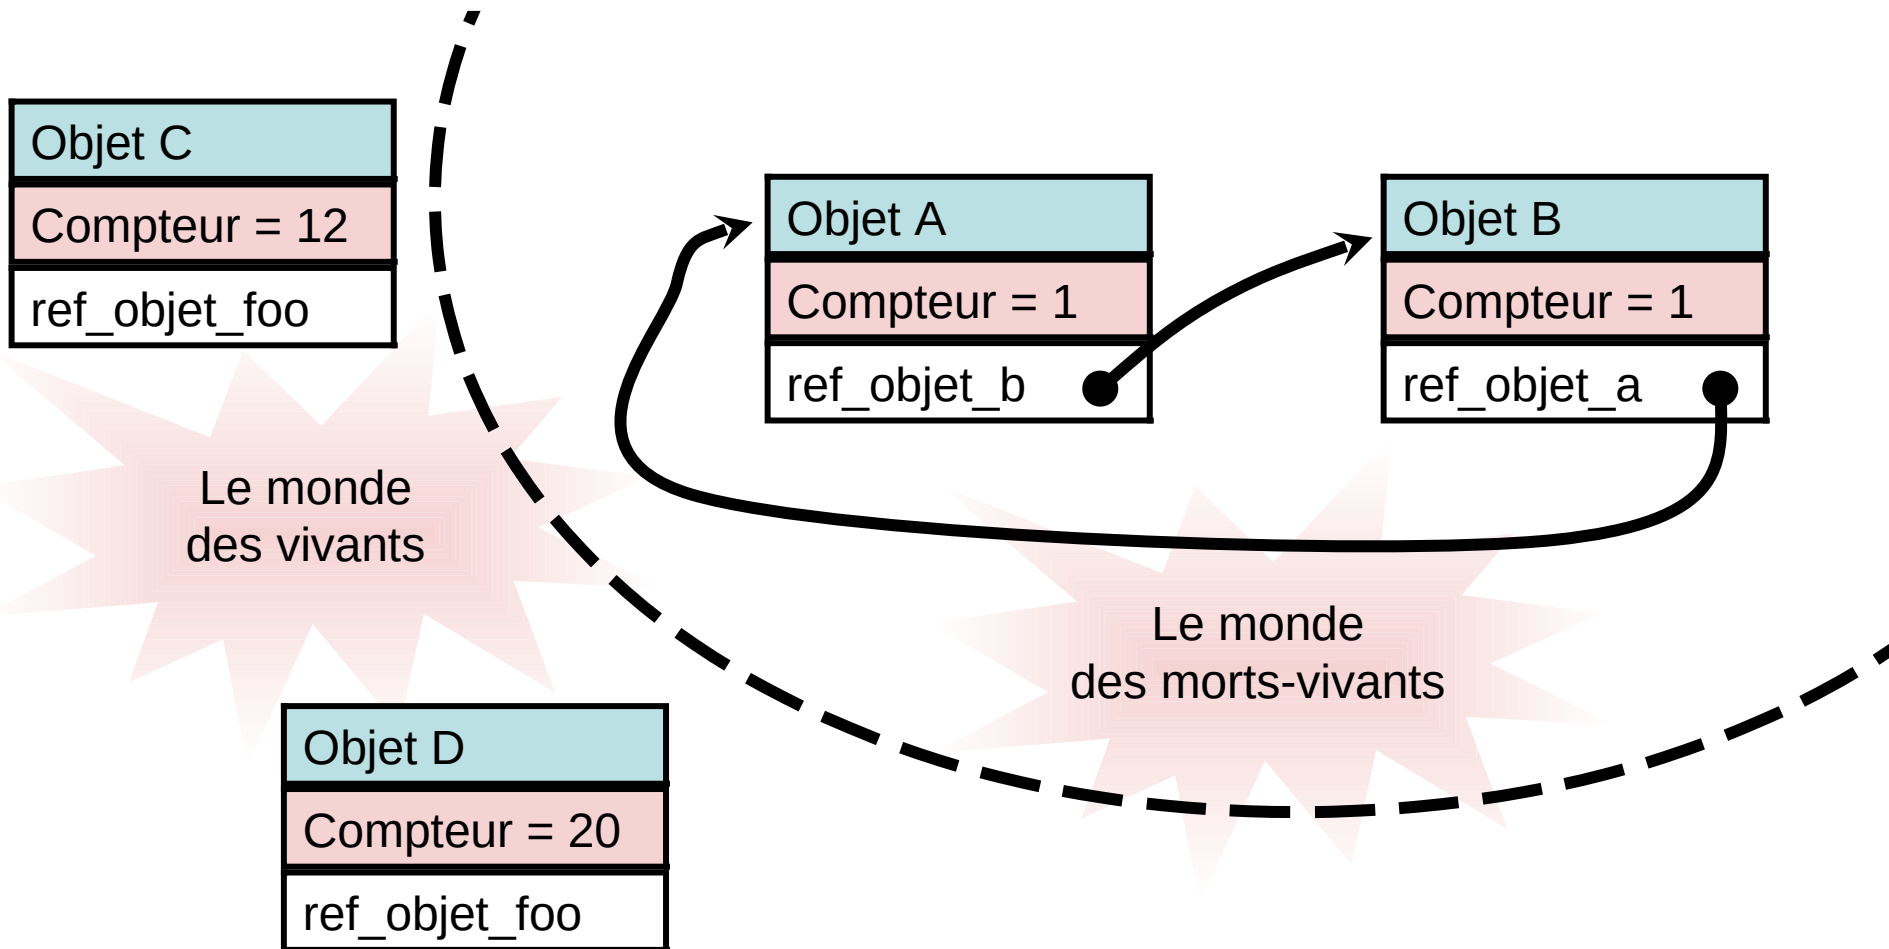 Objet C
Compteur = 12
ref_objet_foo
Objet A
Compteur = 1
ref_objet_b
Objet B
Compteur = 1
ref_objet_a
Le monde
des vivants
Le monde
des morts-vivants
Objet D
Compteur = 20
ref_objet_foo